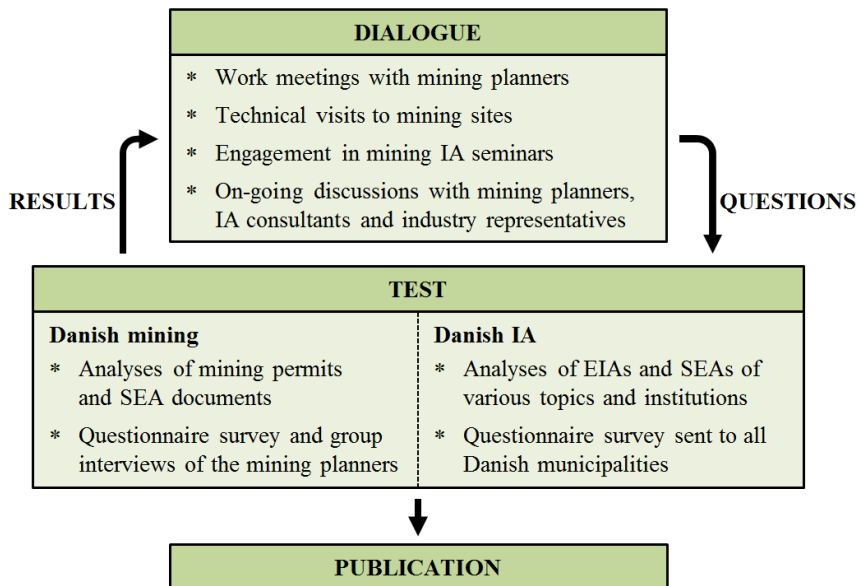 DIALOGUE
* Work meetings with mining planners
* Technical visits to mining sites
* Engagement in mining IA seminars
* On-going discussions with mining planners,
IA consultants and industry representatives
RESULTS
QUESTIONS
TEST
Danish mining
* Analyses of mining permits
and SEA documents
* Questionnaire survey and group
interviews of the mining planners
Danish IA
* Analyses of EIAs and SEAs of
various topics and institutions
* Questionnaire survey sent to all
Danish municipalities
PUBLICATION